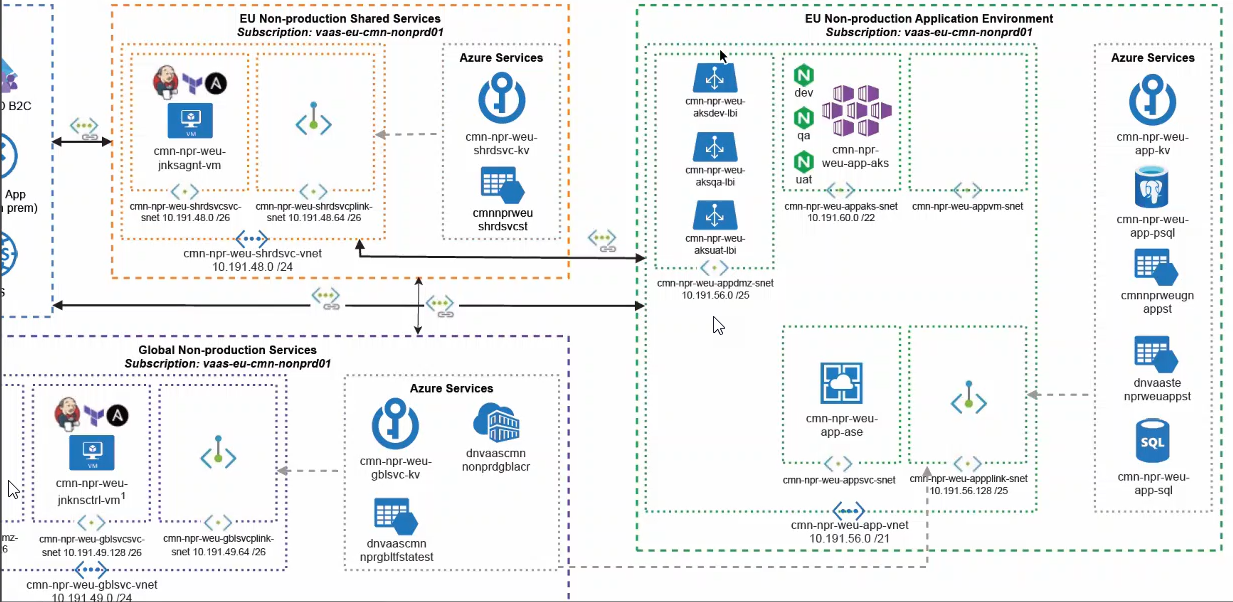 EU Non-production Shared Services
Subscription: vaas-eu-cmn-nonprd01
D B2C
App
n prem)
S
S
VM
cmn-npr-weu-
jnksagnt-vm
cmn-npr-weu-shrdsvcsvc-
snet 10.191.48.0 /26
cmn-npr-weu-shrdsvcplink-
snet 10.191.48.64 /26
cmn-npr-weu-shrdsvc-vnet
10.191.48.0 /24
Azure Services
cmn-npr-weu-
shrdsvc-kv
cmnnprweu
shrdsvcst
EU Non-production Application Environment
Subscription: vaas-eu-cmn-nonprd01
cmn-npr-weu-
aksdev-lbi
cmn-npr-weu-
aksqa-lbi
cmn-npr-weu-
aksuat-lbi
cmn-npr-weu-appdmz-snet
10.191.56.0 /25
N
dev
N
qa
N
uat
cmn-npr-
weu-app-aks
cmn-npr-weu-appaks-snet
10.191.60.0 /22
cmn-npr-weu-appvm-snet
cmn-npr-weu-
app-ase
cmn-npr-weu-appsvc-snet
cmn-npr-weu-appplink-snet
10.191.56.128 /25
cmn-npr-weu-app-vnet
10.191.56.0 /21
Azure Services
cmn-npr-weu-
app-kv
cmn-npr-weu-
app-psql
cmnnprweugn
appst
dnvaaste
nprweuappst
SQL
cmn-npr-weu-
app-sql
Global Non-production Services
Subscription: vaas-eu-cmn-nonprd01
mz-
6
VM
cmn-npr-weu-
jnknsctrl-vm1
cmn-npr-weu-gblsvcsvc-
snet 10.191.49.128 /26
cmn-npr-weu-gblsvcplink-
snet 10.191.49.64 /26
cmn-npr-weu-gblsvc-vnet
10.191.49.0 /24
Azure Services
cmn-npr-weu-
gblsvc-kv
dnvaascmn
nonprdgblacr
dnvaascmn
nprgbltfstatest